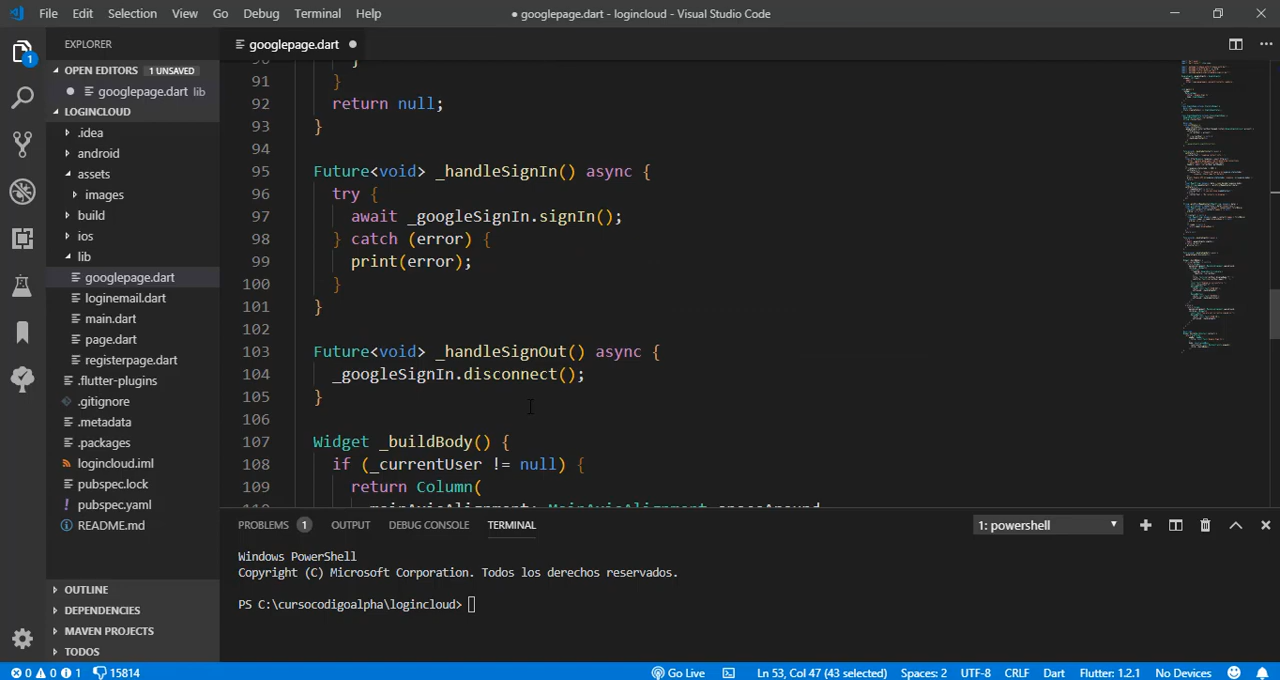 File Edit Selection View Go Debug Terminal Help
● googlepage.dart - logincloud - Visual Studio Code
EXPLORER
googlepage.dart ●
OPEN EDITORS 1 UNSAVED
● googlepage.dart lib
LOGINCLOUD
.idea
android
assets
images
build
ios
lib
googlepage.dart
loginemail.dart
main.dart
page.dart
registerpage.dart
.flutter-plugins
.gitignore
.metadata
.packages
logincloud.iml
pubspec.lock
pubspec.yaml
README.md
OUTLINE
DEPENDENCIES
MAVEN PROJECTS
TODOS
91 }
92 return null;
93 }
94
95 Future<void> _handleSignIn() async {
96 try {
97 await _googleSignIn.signIn();
98 } catch (error) {
99 print(error);
100 }
101 }
102
103 Future<void> _handleSignOut() async {
104 _googleSignIn.disconnect();
105 }
106
107 Widget _buildBody() {
108 if (_currentUser != null) {
109 return Column(
PROBLEMS 1 OUTPUT DEBUG CONSOLE TERMINAL 1: powershell
Windows PowerShell
Copyright (C) Microsoft Corporation. Todos los derechos reservados.
PS C:\cursocodigoalpha\logincloud>
0 0 1 15814 Go Live Ln 53, Col 47 (43 selected) Spaces: 2 UTF-8 CRLF Dart Flutter: 1.2.1 No Devices